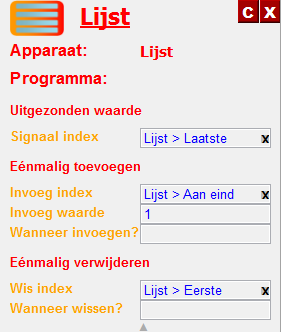 Lijst
c x
Apparaat: Lijst
Programma:
Uitgezonden waarde
Signaal index Lijst > Laatste x
Eénmalig toevoegen
Invoeg index Lijst > Aan eind x
Invoeg waarde 1
Wanneer invoegen?
Eénmalig verwijderen
Wis index Lijst > Eerste x
Wanneer wissen?